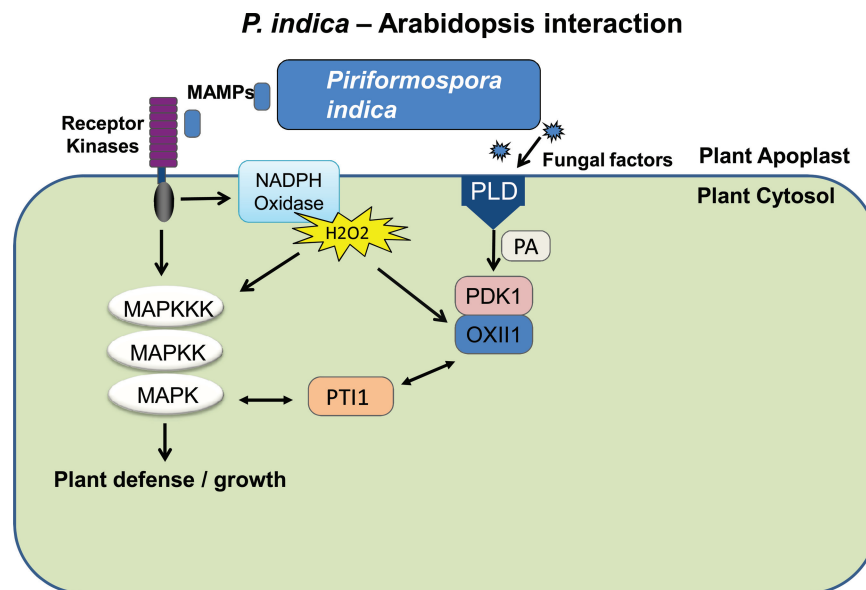 P. indica – Arabidopsis interaction
MAMPs
Piriformospora
indica
Receptor
Kinases
Fungal factors
Plant Apoplast
Plant Cytosol
NADPH
Oxidase
PLD
H2O2
PA
MAPKKK
PDK1
OXII1
MAPKK
MAPK
PTI1
Plant defense / growth